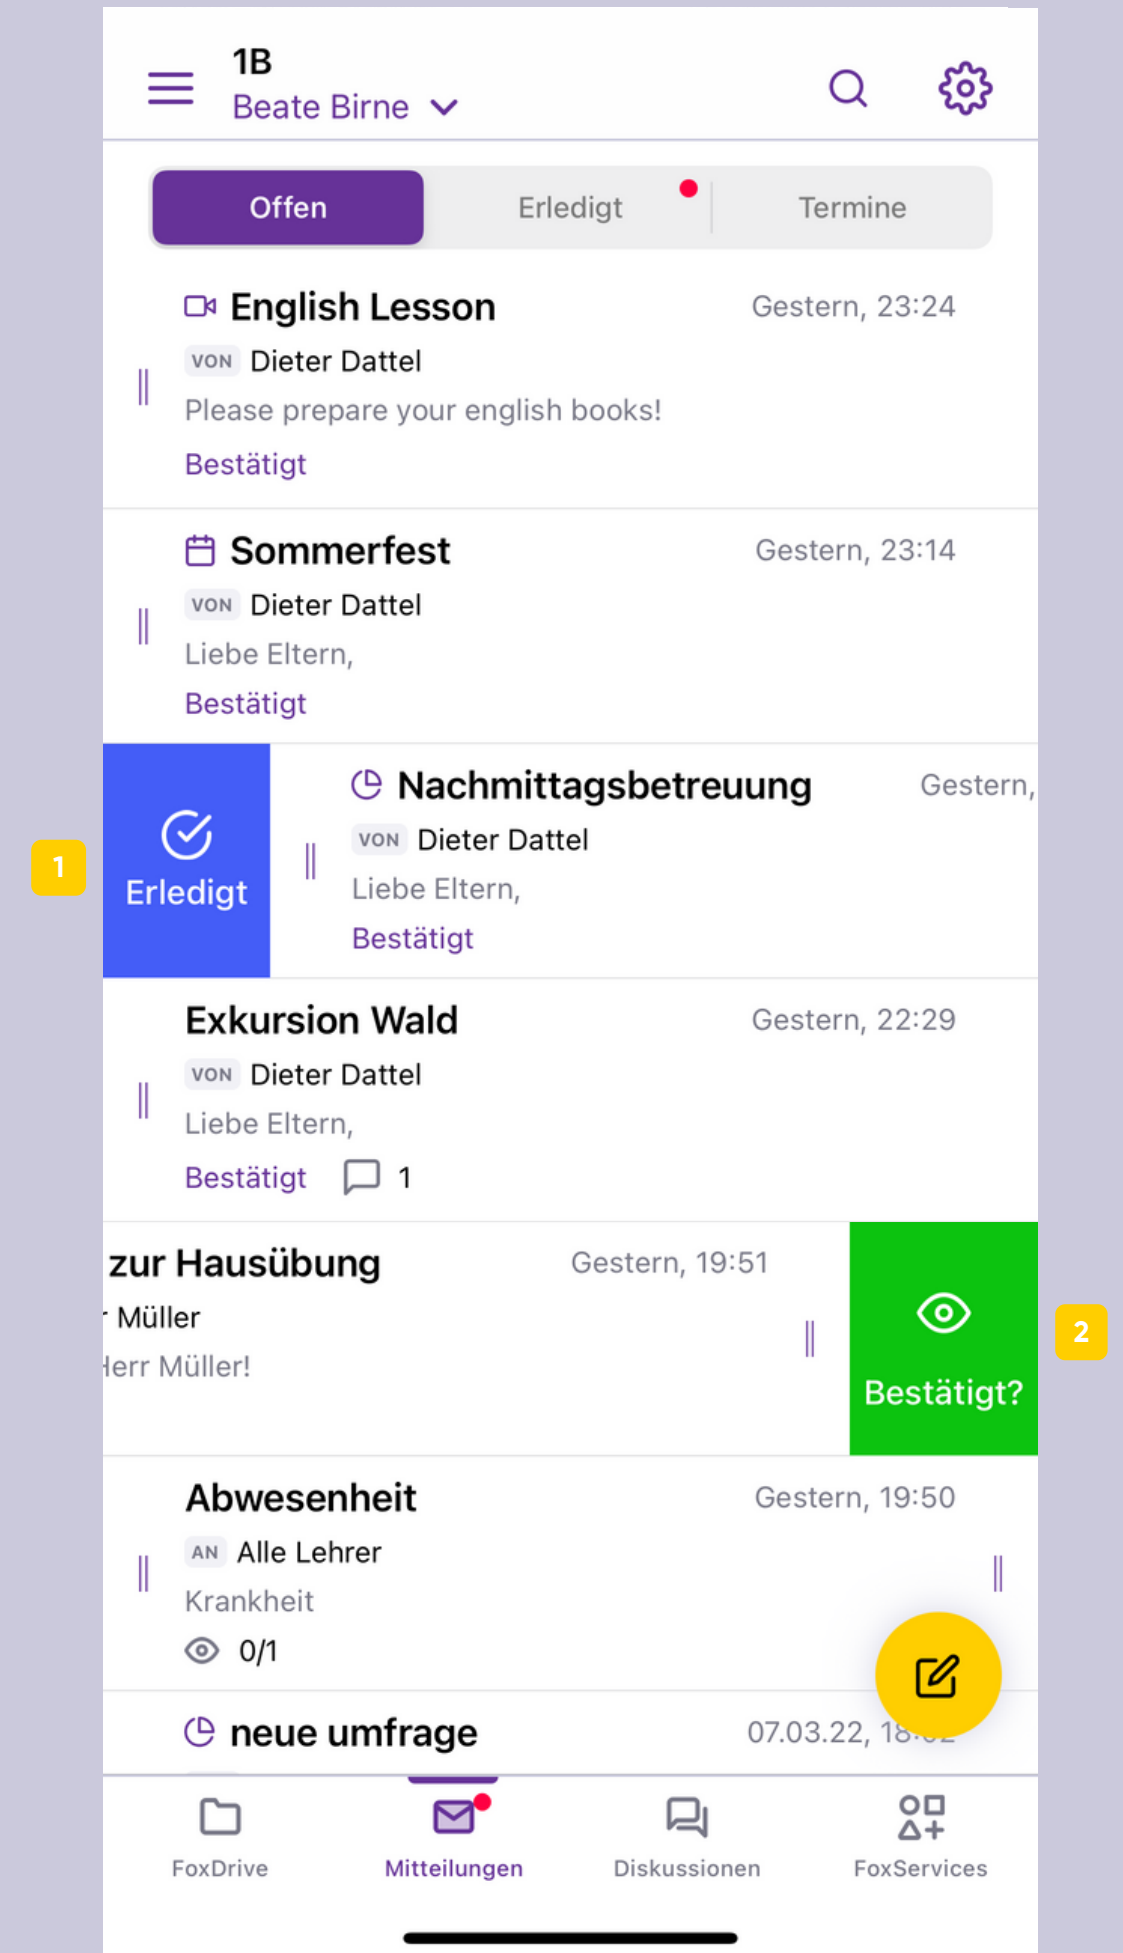 1B
Beate Birne
Offen
Erledigt
Termine
English Lesson
Gestern, 23:24
VON Dieter Dattel
Please prepare your english books!
Bestätigt
Sommerfest
Gestern, 23:14
VON Dieter Dattel
Liebe Eltern,
Bestätigt
1
Erledigt
Nachmittagsbetreuung
Gestern,
VON Dieter Dattel
Liebe Eltern,
Bestätigt
Exkursion Wald
Gestern, 22:29
VON Dieter Dattel
Liebe Eltern,
Bestätigt 1
zur Hausübung
Gestern, 19:51
Müller
Herr Müller!
Bestätigt?
2
Abwesenheit
Gestern, 19:50
AN Alle Lehrer
Krankheit
0/1
neue umfrage
07.03.22,
FoxDrive
Mitteilungen
Diskussionen
FoxServices